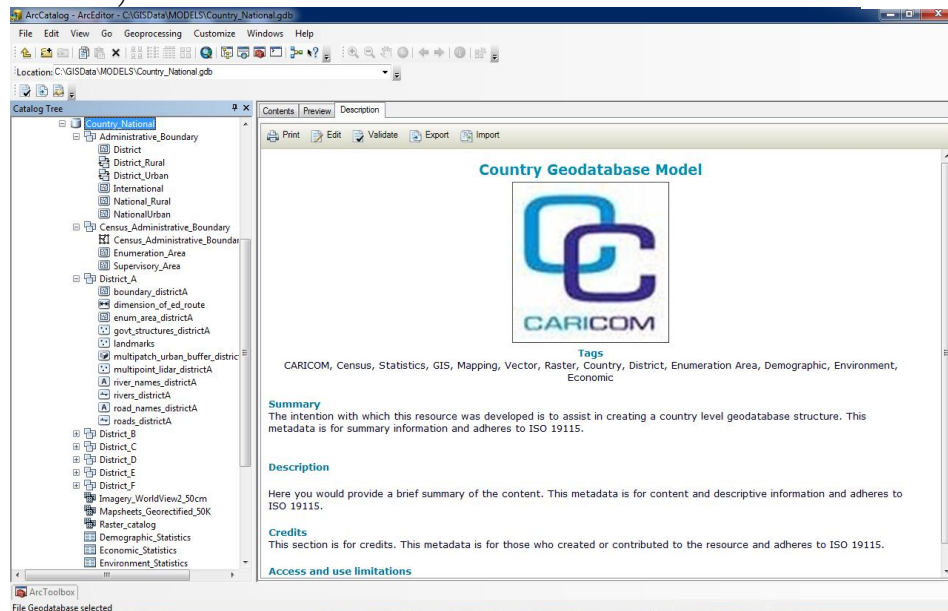 ArcCatalog - ArcEditor - C:\GISData\MODELS\Country_National.gdb
File Edit View Go Geoprocessing Customize Windows Help
Location: C:\GISData\MODELS\Country_National.gdb
Catalog Tree
Contents Preview Description
Country_National
Administrative_Boundary
District
District_Rural
District_Urban
International
National_Rural
NationalUrban
Census_Administrative_Boundary
Census_Administrative_Boundar
Enumeration_Area
Supervisory_Area
District_A
boundary_districtA
dimension_of_ed_route
enum_area_districtA
govt_structures_districtA
landmarks
multipatch_urban_buffer_distric
multipoint_lidar_districtA
river_names_districtA
rivers_districtA
road_names_districtA
roads_districtA
District_B
District_C
District_D
District_E
District_F
Imagery_WorldView2_50cm
Mapsheets_Georectified_50K
Raster_catalog
Demographic_Statistics
Economic_Statistics
Environment_Statistics
Print Edit Validate Export Import
Country Geodatabase Model
CARICOM
Tags
CARICOM, Census, Statistics, GIS, Mapping, Vector, Raster, Country, District, Enumeration Area, Demographic, Environment,
Economic
Summary
The intention with which this resource was developed is to assist in creating a country level geodatabase structure. This
metadata is for summary information and adheres to ISO 19115.
Description
Here you would provide a brief summary of the content. This metadata is for content and descriptive information and adheres to
ISO 19115.
Credits
This section is for credits. This metadata is for those who created or contributed to the resource and adheres to ISO 19115.
Access and use limitations
ArcToolbox
File Geodatabase selected